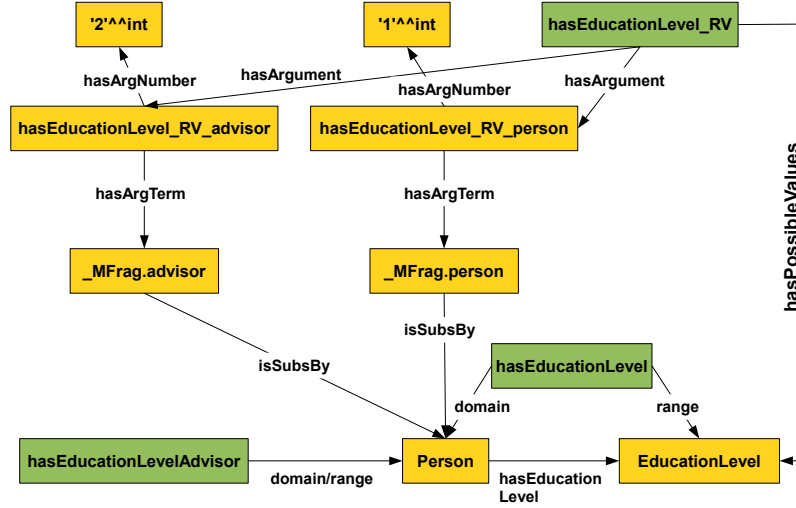 '2'^^int
'1'^^int
hasEducationLevel_RV
hasArgNumber
hasArgument
hasArgNumber
hasArgument
hasEducationLevel_RV_advisor
hasEducationLevel_RV_person
hasPossibleValues
hasArgTerm
hasArgTerm
_MFrag.advisor
_MFrag.person
isSubsBy
isSubsBy
hasEducationLevel
domain
range
hasEducationLevelAdvisor
domain/range
Person
hasEducation
Level
EducationLevel